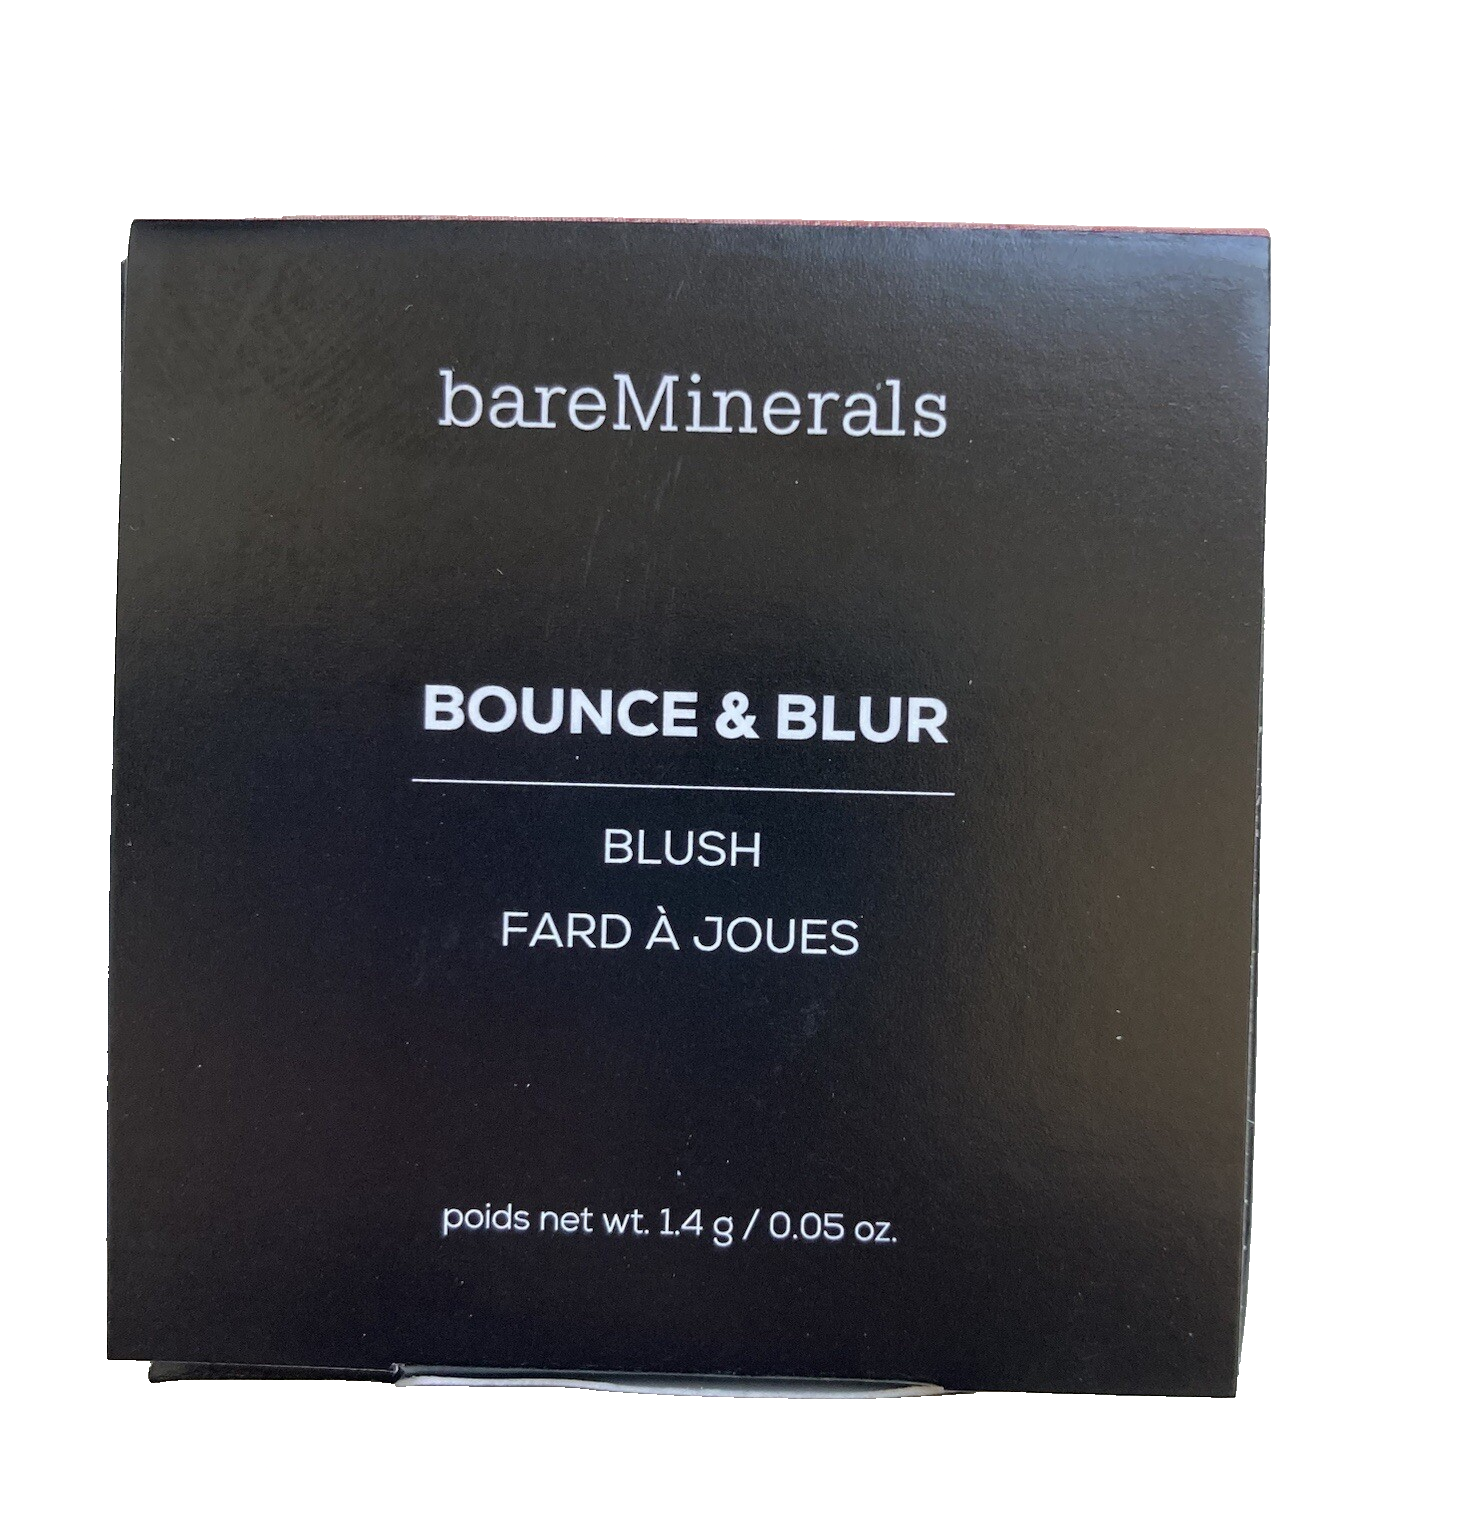 bareMinerals
BOUNCE & BLUR
BLUSH
FARD À JOUES
poids net wt. 1.4 g / 0.05 oz.